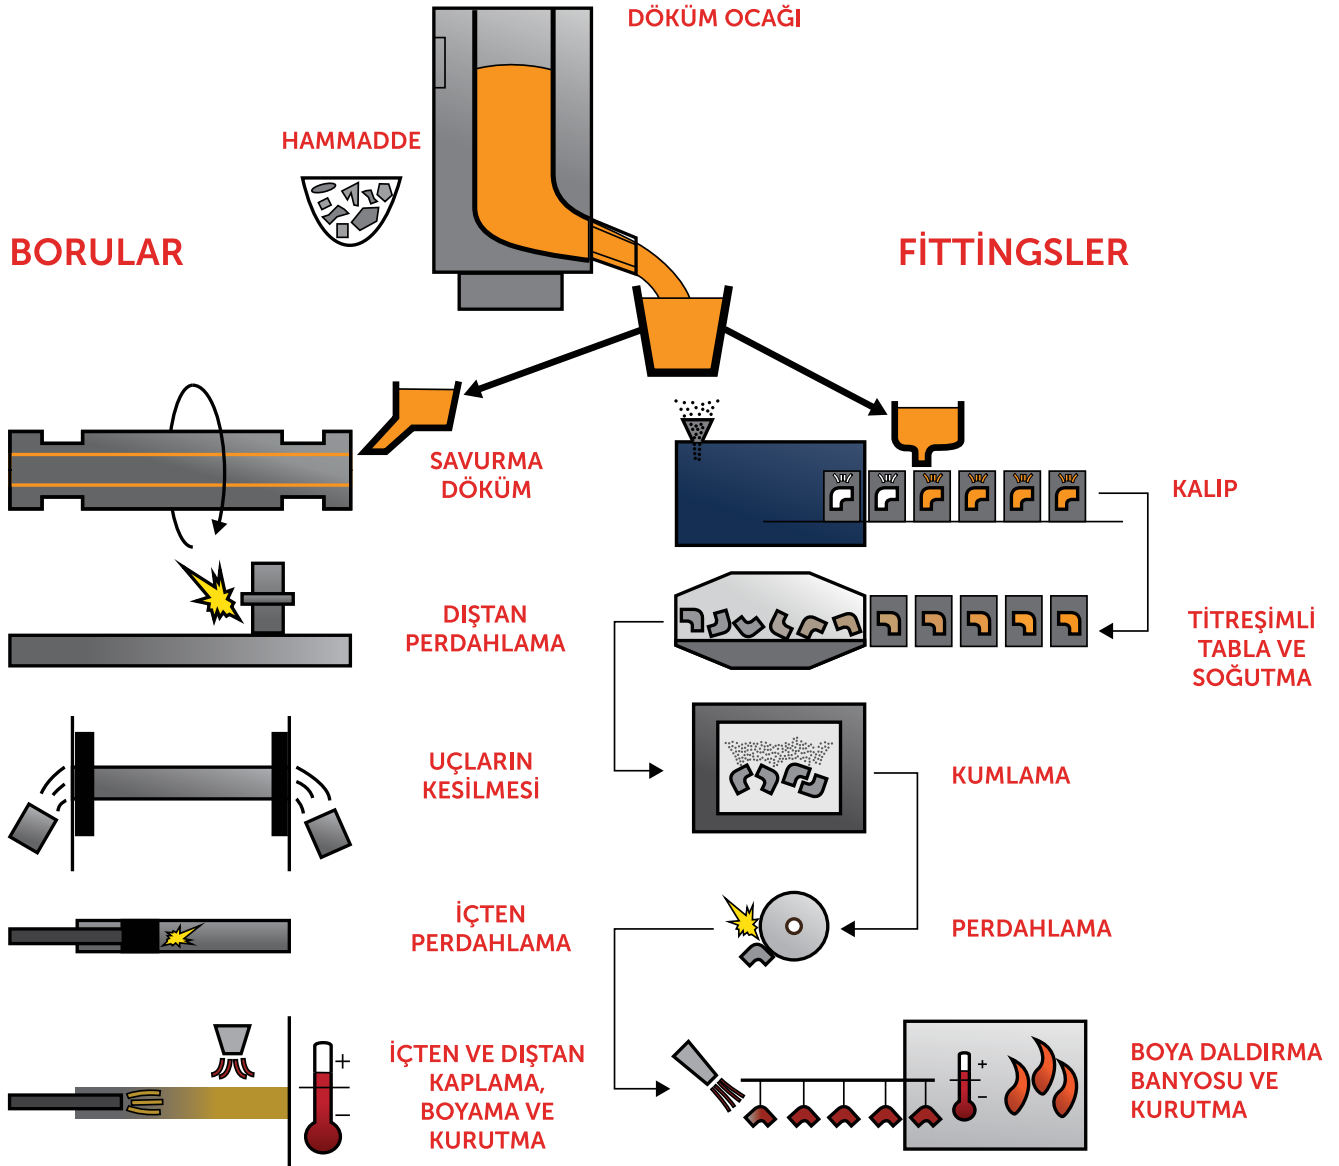 DÖKÜM OCAĞI
HAMMADDE
BORULAR
FİTTİNGSLER
SAVURMA
DÖKÜM
DIŞTAN
PERDAHLAMA
UÇLARIN
KESİLMESİ
İÇTEN
PERDAHLAMA
İÇTEN VE DIŞTAN
KAPLAMA,
BOYAMA VE
KURUTMA
+
−
KALIP
TİTREŞİMLİ
TABLA VE
SOĞUTMA
KUMLAMA
PERDAHLAMA
BOYA DALDIRMA
BANYOSU VE
KURUTMA
+
−